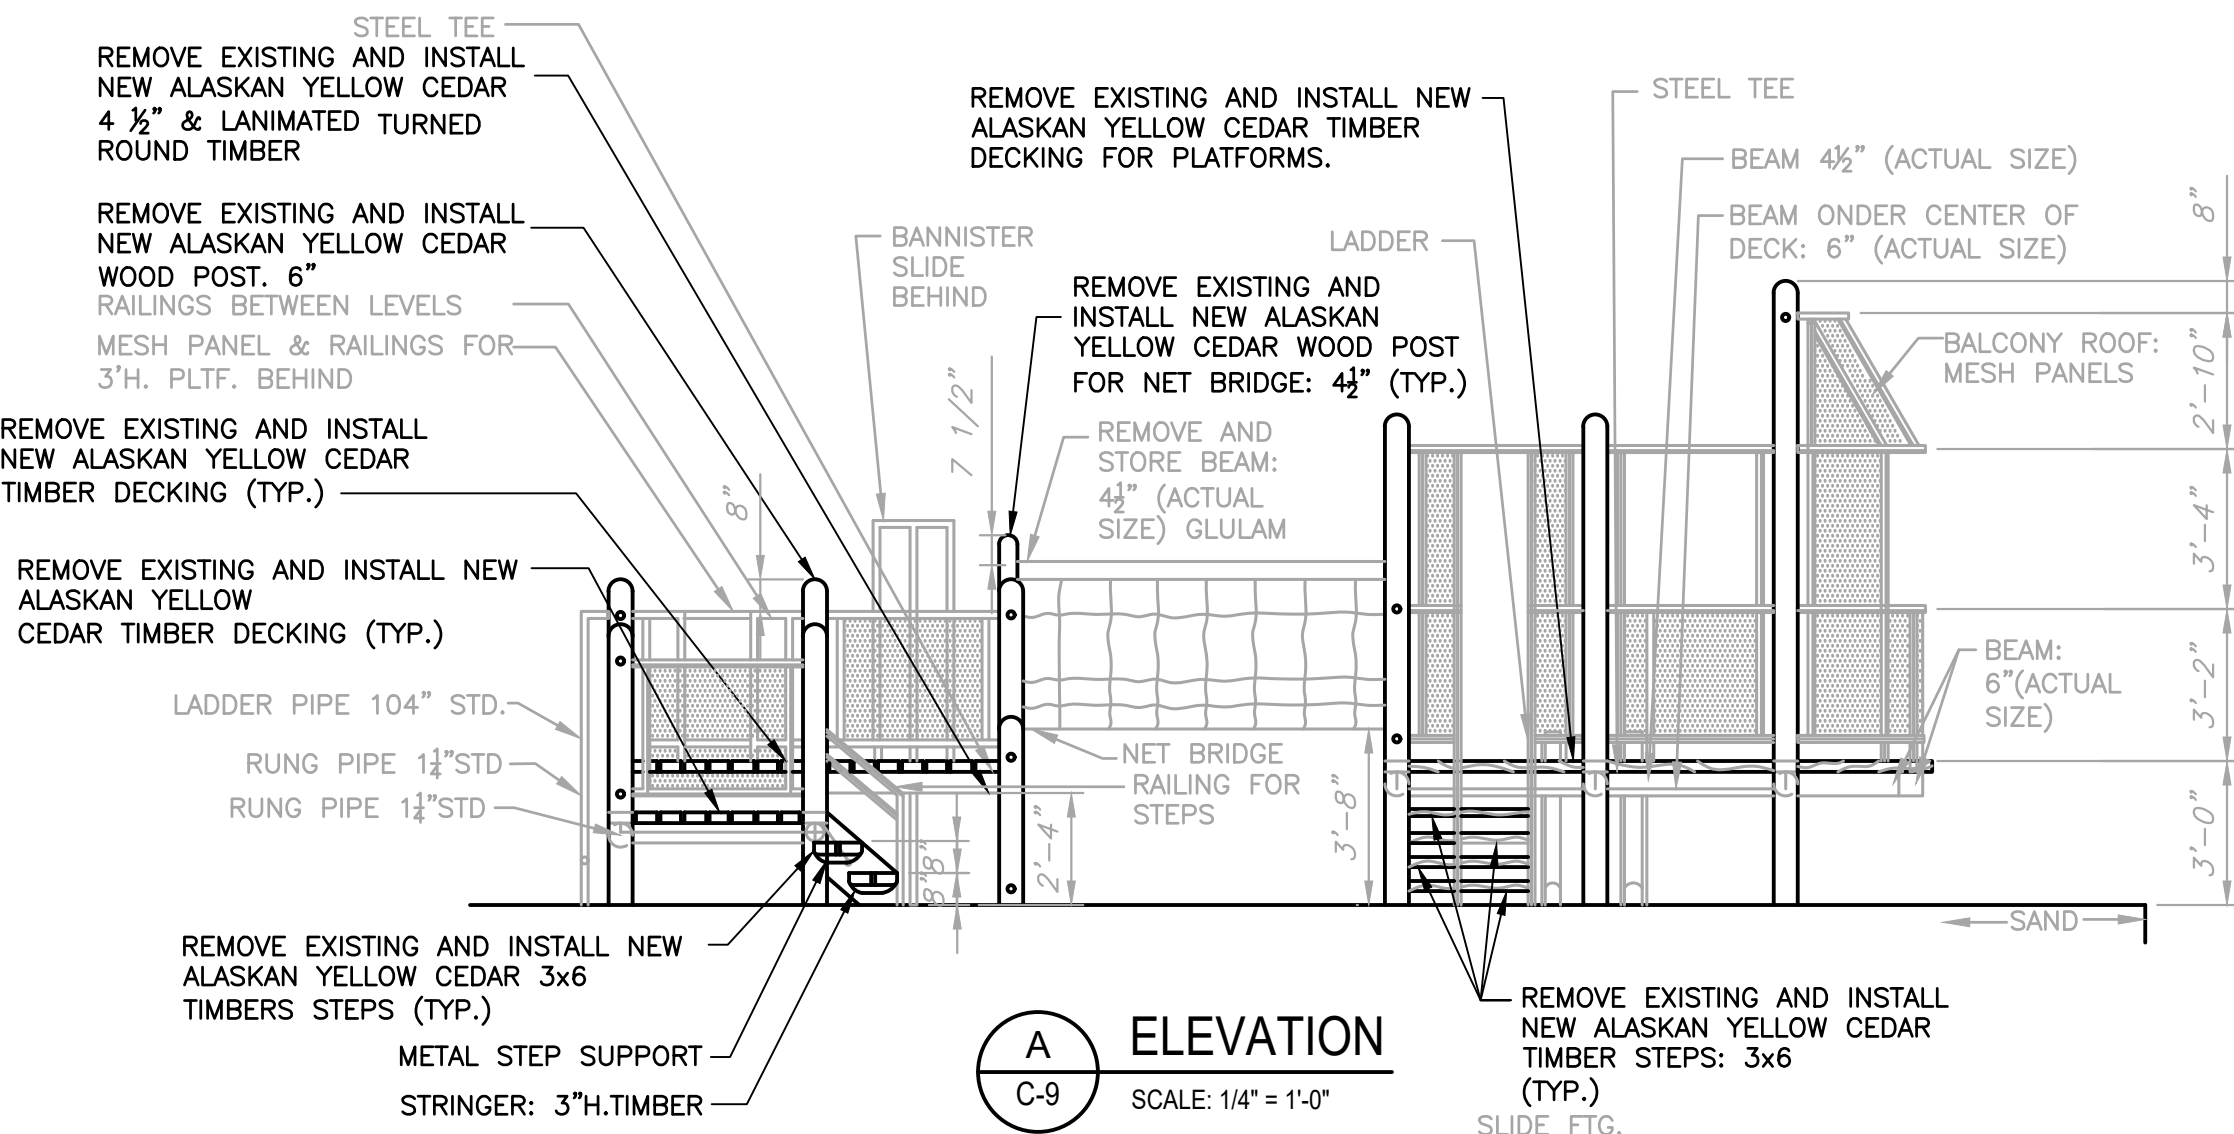 STEEL TEE
REMOVE EXISTING AND INSTALL
NEW ALASKAN YELLOW CEDAR
4 ½" & LANIMATED TURNED
ROUND TIMBER
REMOVE EXISTING AND INSTALL
NEW ALASKAN YELLOW CEDAR
WOOD POST. 6"
RAILINGS BETWEEN LEVELS
MESH PANEL & RAILINGS FOR
3'H. PLTF. BEHIND
REMOVE EXISTING AND INSTALL
NEW ALASKAN YELLOW CEDAR
TIMBER DECKING (TYP.)
REMOVE EXISTING AND INSTALL NEW
ALASKAN YELLOW
CEDAR TIMBER DECKING (TYP.)
LADDER PIPE 104" STD.
RUNG PIPE 1¼"STD
RUNG PIPE 1¼"STD
8"
BANNISTER
SLIDE
BEHIND
7 1/2"
REMOVE EXISTING AND INSTALL NEW
ALASKAN YELLOW CEDAR TIMBER
DECKING FOR PLATFORMS.
LADDER
REMOVE EXISTING AND
INSTALL NEW ALASKAN
YELLOW CEDAR WOOD POST
FOR NET BRIDGE: 4½" (TYP.)
REMOVE AND
STORE BEAM:
4½" (ACTUAL
SIZE) GLULAM
NET BRIDGE
RAILING FOR
STEPS
8"
8"
2'-4"
3'-8"
STEEL TEE
BEAM 4½" (ACTUAL SIZE)
BEAM ONDER CENTER OF
DECK: 6" (ACTUAL SIZE)
BALCONY ROOF:
MESH PANELS
BEAM:
6"(ACTUAL
SIZE)
8"
2'-10"
3'-4"
3'-2"
3'-0"
SAND
REMOVE EXISTING AND INSTALL NEW
ALASKAN YELLOW CEDAR 3x6
TIMBERS STEPS (TYP.)
METAL STEP SUPPORT
STRINGER: 3"H.TIMBER
A
C-9
ELEVATION
SCALE: 1/4" = 1'-0"
REMOVE EXISTING AND INSTALL
NEW ALASKAN YELLOW CEDAR
TIMBER STEPS: 3x6
(TYP.)
SLIDE FTG.